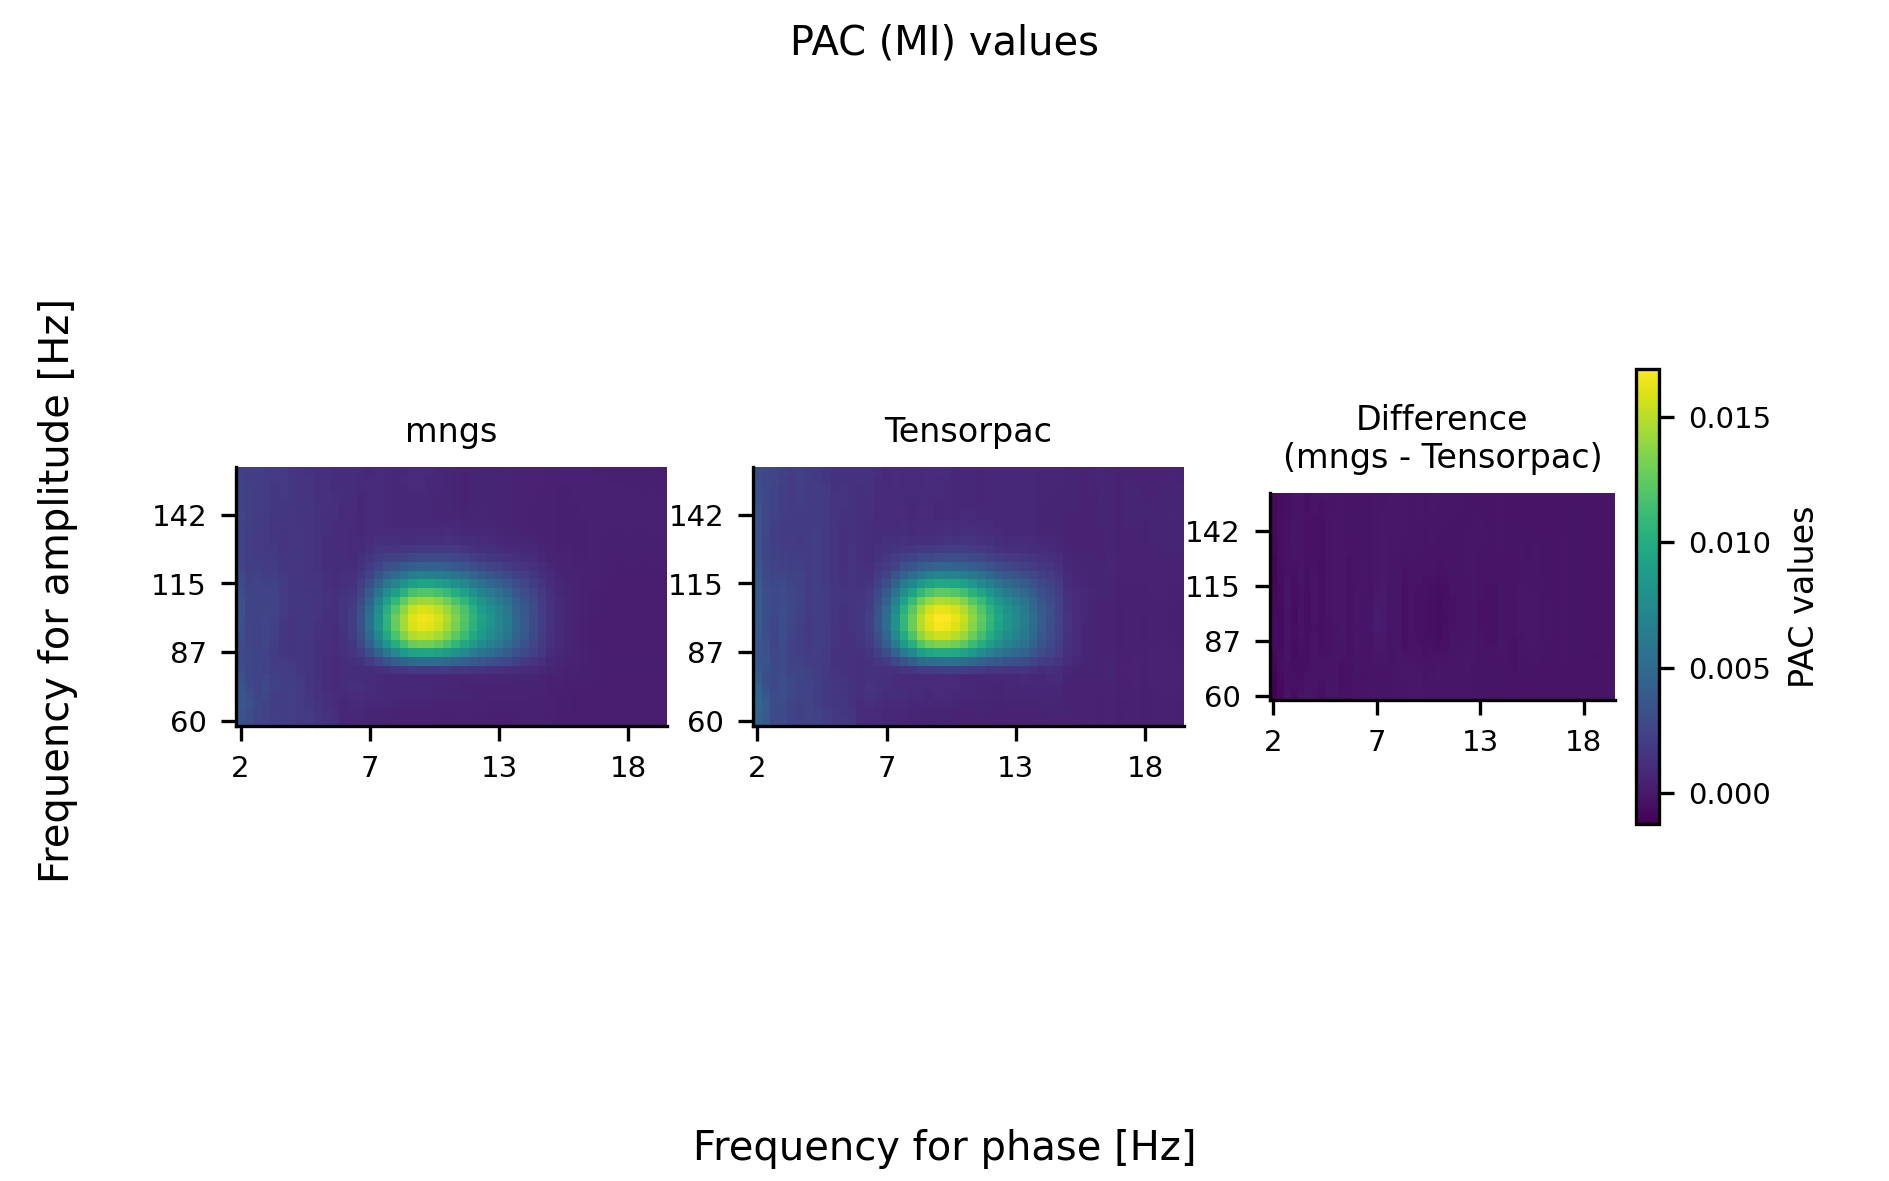 PAC (MI) values
Frequency for amplitude [Hz]
mngs
142
115
87
60
2 7 13 18
Tensorpac
142
115
87
60
2 7 13 18
Difference
(mngs - Tensorpac)
142
115
87
60
2 7 13 18
0.015
0.010
0.005
0.000
PAC values
Frequency for phase [Hz]